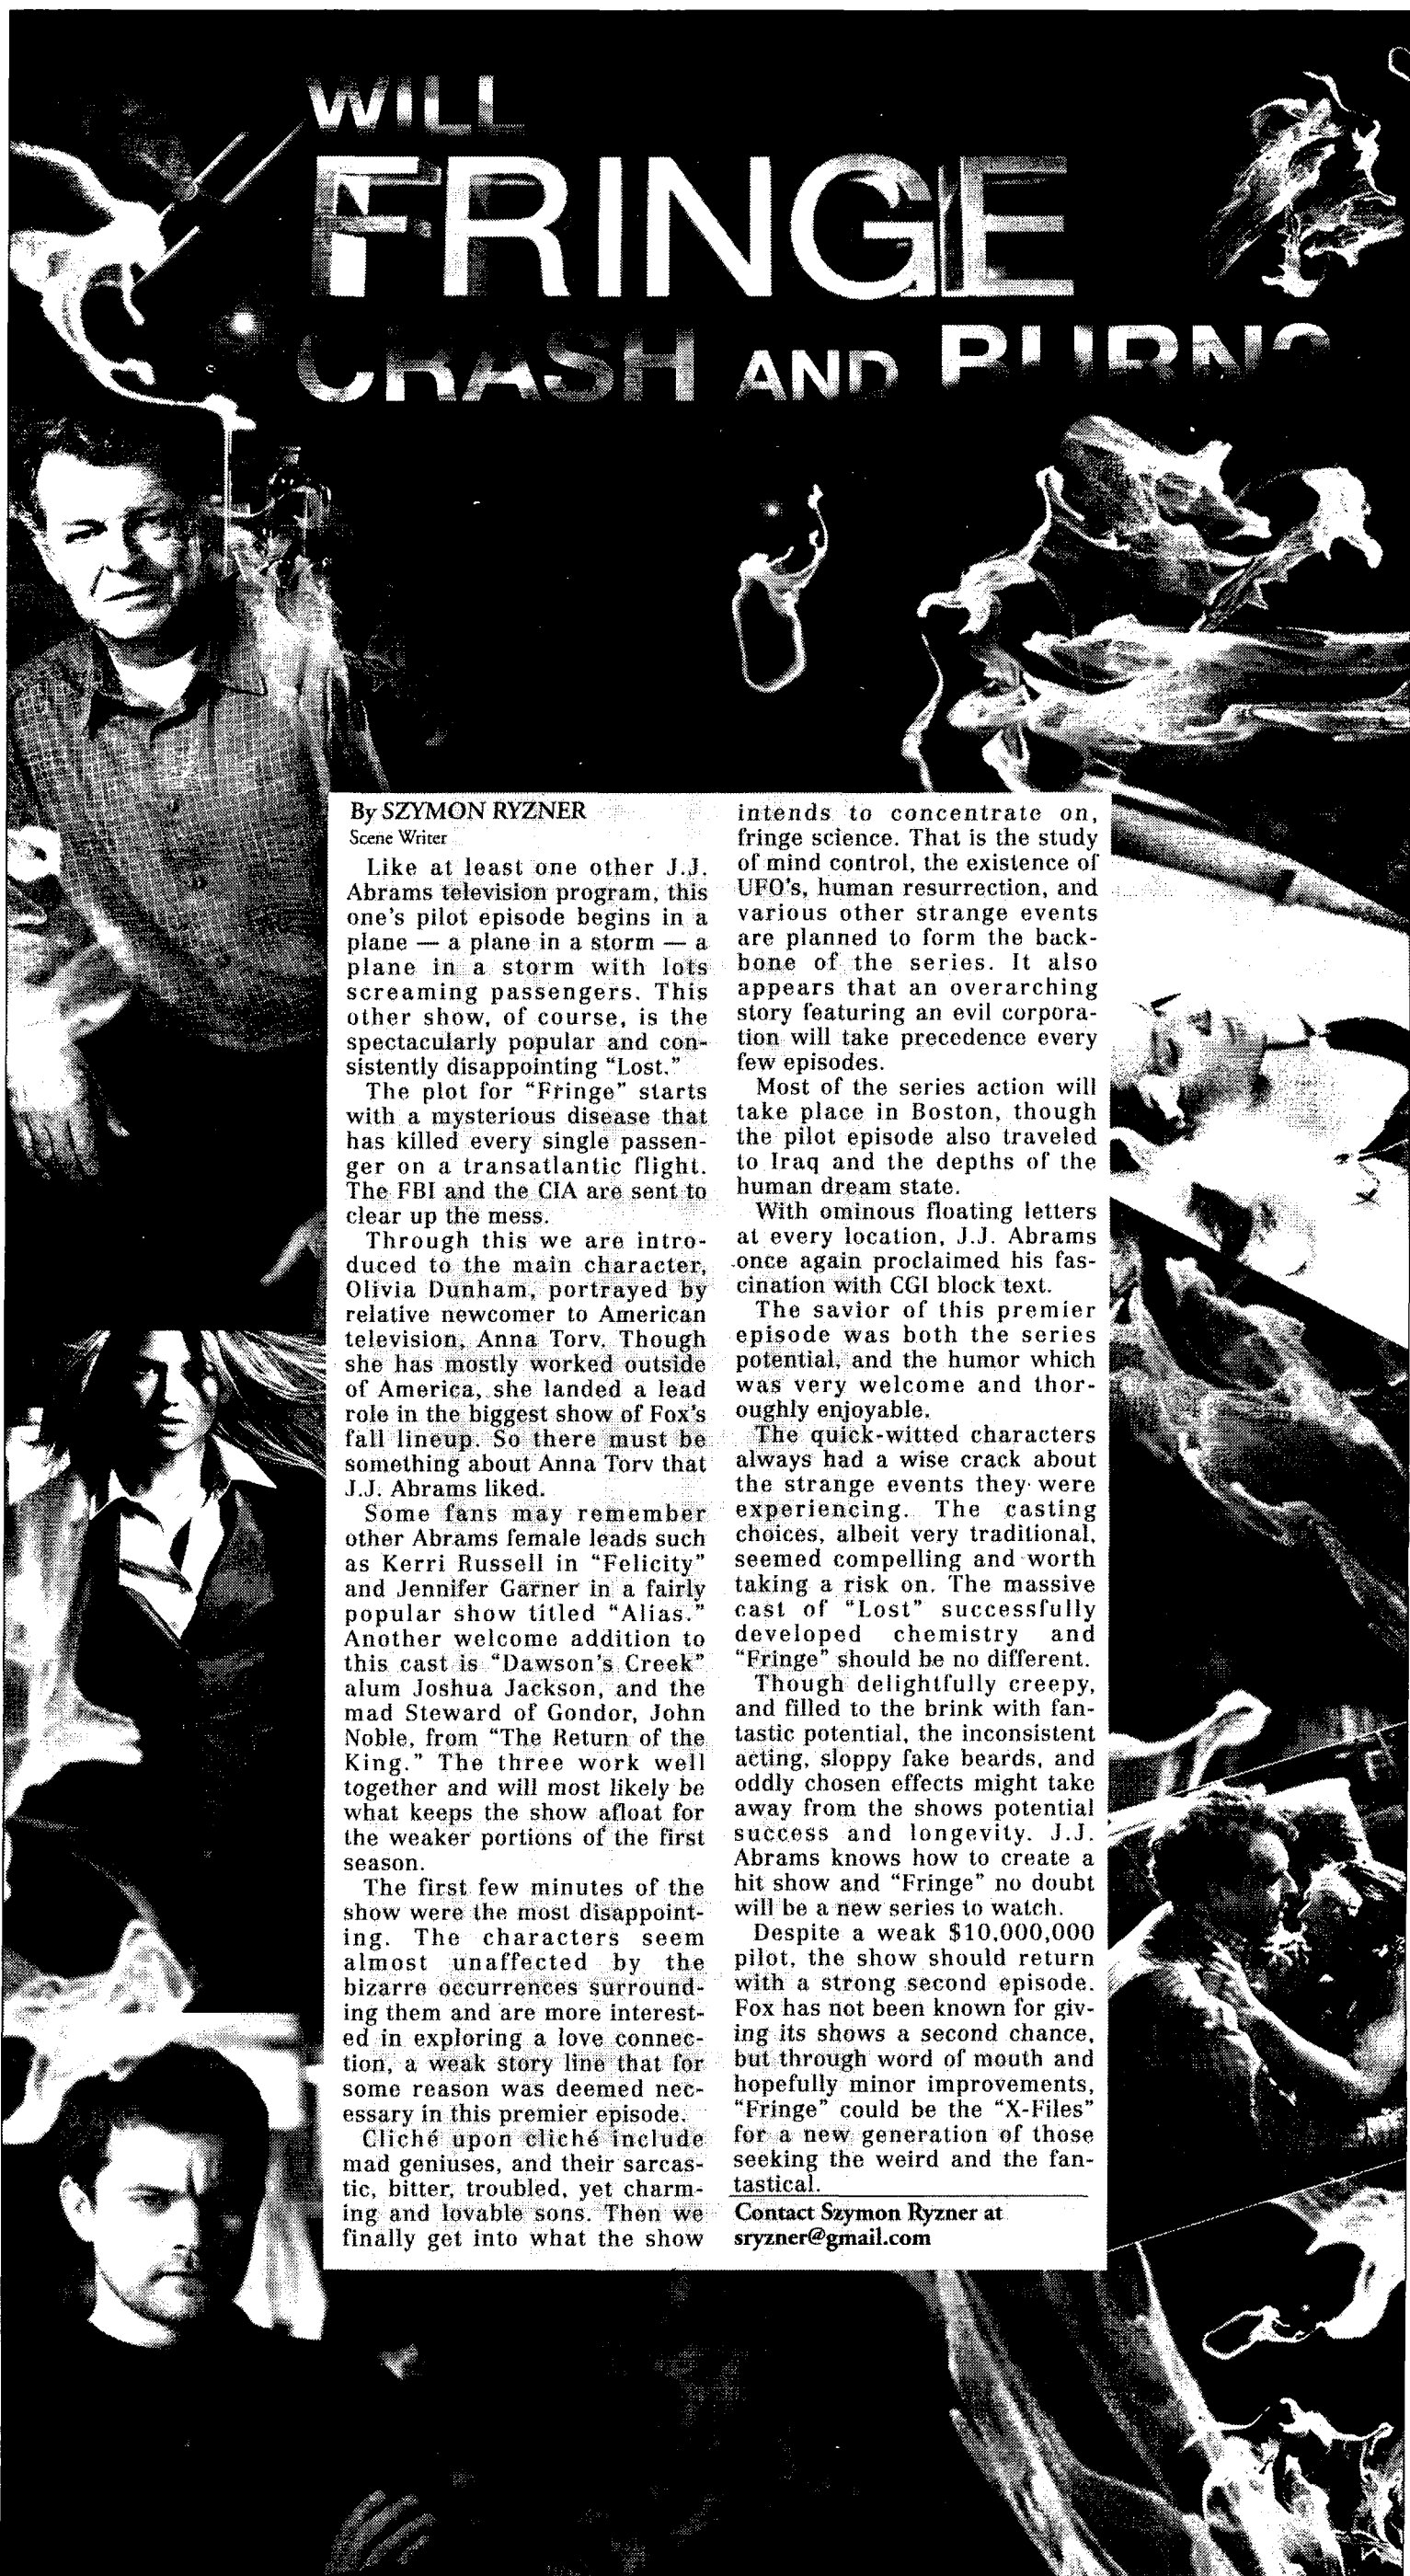 WILL
FRINGE
CRASH AND BURN?
By SZYMON RYZNER
Scene Writer
Like at least one other J.J.
Abrams television program, this
one's pilot episode begins in a
plane — a plane in a storm — a
plane in a storm with lots
screaming passengers. This
other show, of course, is the
spectacularly popular and con-
sistently disappointing "Lost."
The plot for "Fringe" starts
with a mysterious disease that
has killed every single passen-
ger on a transatlantic flight.
The FBI and the CIA are sent to
clear up the mess.
Through this we are intro-
duced to the main character,
Olivia Dunham, portrayed by
relative newcomer to American
television, Anna Torv. Though
she has mostly worked outside
of America, she landed a lead
role in the biggest show of Fox's
fall lineup. So there must be
something about Anna Torv that
J.J. Abrams liked.
Some fans may remember
other Abrams female leads such
as Kerri Russell in "Felicity"
and Jennifer Garner in a fairly
popular show titled "Alias."
Another welcome addition to
this cast is "Dawson's Creek"
alum Joshua Jackson, and the
mad Steward of Gondor, John
Noble, from "The Return of the
King." The three work well
together and will most likely be
what keeps the show afloat for
the weaker portions of the first
season.
The first few minutes of the
show were the most disappoint-
ing. The characters seem
almost unaffected by the
bizarre occurrences surround-
ing them and are more interest-
ed in exploring a love connec-
tion, a weak story line that for
some reason was deemed nec-
essary in this premier episode.
Cliché upon cliché include
mad geniuses, and their sarcas-
tic, bitter, troubled, yet charm-
ing and lovable sons. Then we
finally get into what the show
intends to concentrate on,
fringe science. That is the study
of mind control, the existence of
UFO's, human resurrection, and
various other strange events
are planned to form the back-
bone of the series. It also
appears that an overarching
story featuring an evil corpora-
tion will take precedence every
few episodes.
Most of the series action will
take place in Boston, though
the pilot episode also traveled
to Iraq and the depths of the
human dream state.
With ominous floating letters
at every location, J.J. Abrams
once again proclaimed his fas-
cination with CGI block text.
The savior of this premier
episode was both the series
potential, and the humor which
was very welcome and thor-
oughly enjoyable.
The quick-witted characters
always had a wise crack about
the strange events they were
experiencing. The casting
choices, albeit very traditional,
seemed compelling and worth
taking a risk on. The massive
cast of "Lost" successfully
developed chemistry and
"Fringe" should be no different.
Though delightfully creepy,
and filled to the brink with fan-
tastic potential, the inconsistent
acting, sloppy fake beards, and
oddly chosen effects might take
away from the shows potential
success and longevity. J.J.
Abrams knows how to create a
hit show and "Fringe" no doubt
will be a new series to watch.
Despite a weak $10,000,000
pilot, the show should return
with a strong second episode.
Fox has not been known for giv-
ing its shows a second chance,
but through word of mouth and
hopefully minor improvements,
"Fringe" could be the "X-Files"
for a new generation of those
seeking the weird and the fan-
tastical.
Contact Szymon Ryzner at
sryzner@gmail.com